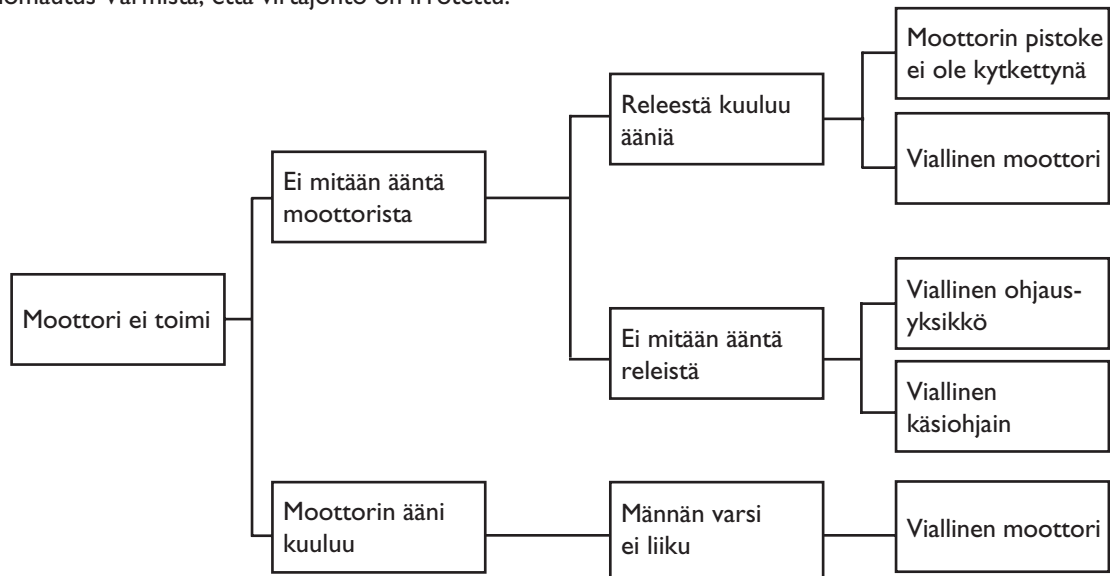 Varmista, että virtajohto on irrotettu.
Moottorin pistoke
ei ole kytkettynä
Releestä kuuluu
ääniä
Viallinen moottori
Ei mitään ääntä
moottorista
Moottori ei toimi
Viallinen ohjaus-
yksikkö
Ei mitään ääntä
releistä
Viallinen
käsiohjain
Moottorin ääni
kuuluu
Männän varsi
ei liiku
Viallinen moottori